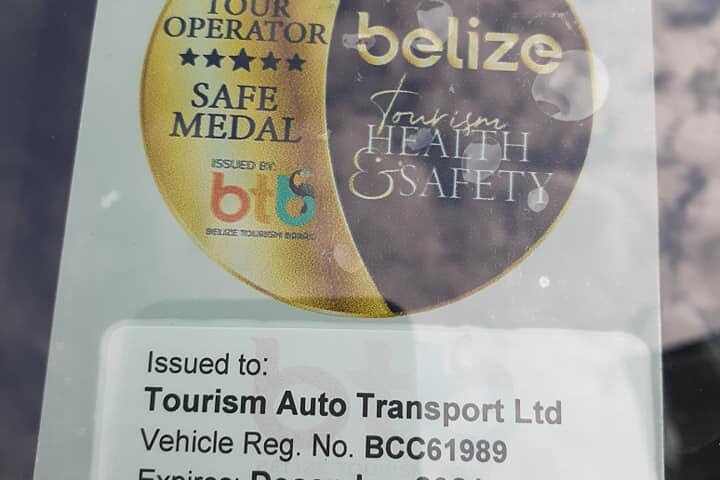 TOUR
OPERATOR
SAFE
MEDAL
ISSUED BY:
btb
BELIZE TOURISM BOARD
belize
Tourism
HEALTH
& SAFETY
Issued to:
Tourism Auto Transport Ltd
Vehicle Reg. No. BCC61989
Expires: